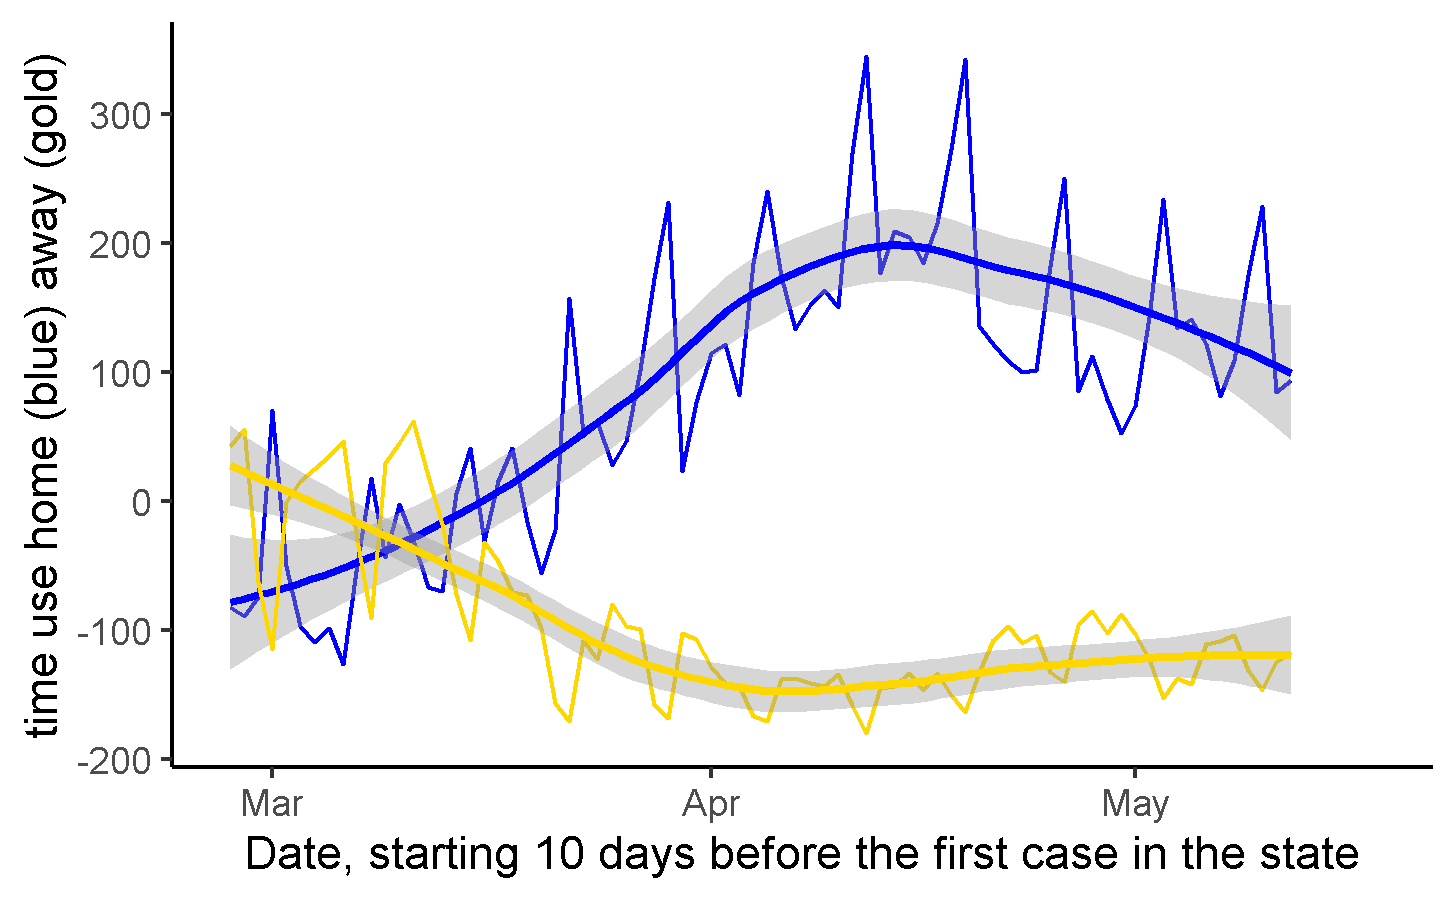 time use home (blue) away (gold)
300
200
100
0
-100
-200
Mar
Apr
May
Date, starting 10 days before the first case in the state